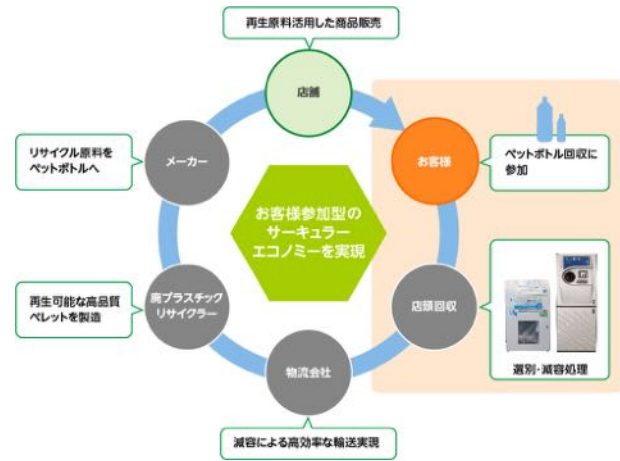 再生原料活用した商品販売
店舗
リサイクル原料を
ペットボトルへ
メーカー
お客様
ペットボトル回収に
参加
お客様参加型の
サーキュラー
エコノミーを実現
再生可能な高品質
ペレットを製造
廃プラスチック
リサイクラー
店頭回収
選別・減容処理
物流会社
減容による高効率な輸送実現